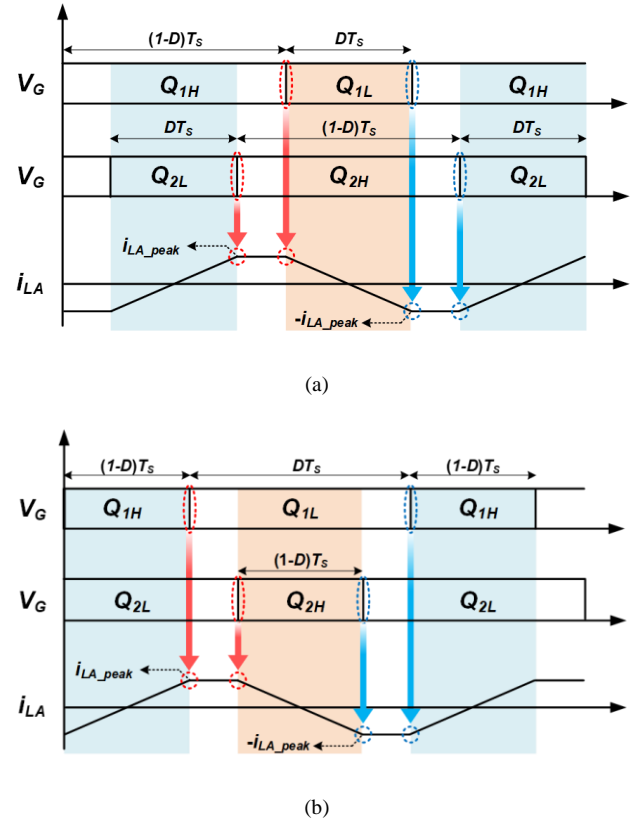 (1-D)TS DTS
VG Q1H Q1L Q1H
DTS (1-D)TS DTS
VG Q2L Q2H Q2L
iLA_peak
iLA
-iLA_peak
(a)
(1-D)TS DTS (1-D)TS
VG Q1H Q1L Q1H
(1-D)TS
VG Q2L Q2H Q2L
iLA_peak
iLA
-iLA_peak
(b)